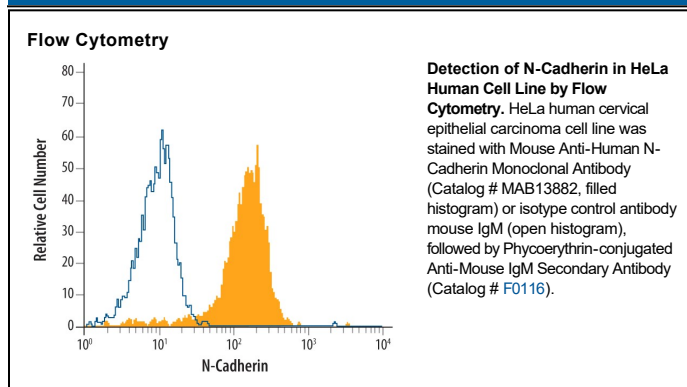 Flow Cytometry
80
70
60
50
40
30
20
10
0
Relative Cell Number
10⁰
10¹
10²
10³
10⁴
N-Cadherin
Detection of N-Cadherin in HeLa
Human Cell Line by Flow
Cytometry. HeLa human cervical
epithelial carcinoma cell line was
stained with Mouse Anti-Human N-
Cadherin Monoclonal Antibody
(Catalog # MAB13882, filled
histogram) or isotype control antibody
mouse IgM (open histogram),
followed by Phycoerythrin-conjugated
Anti-Mouse IgM Secondary Antibody
(Catalog # F0116).